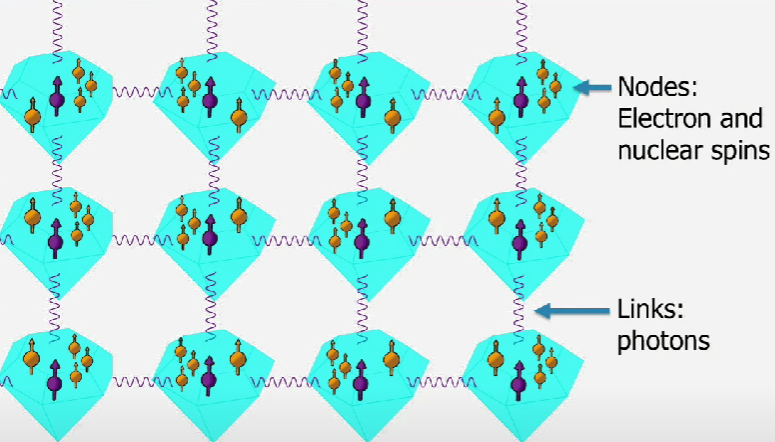 Nodes:
Electron and
nuclear spins
Links:
photons